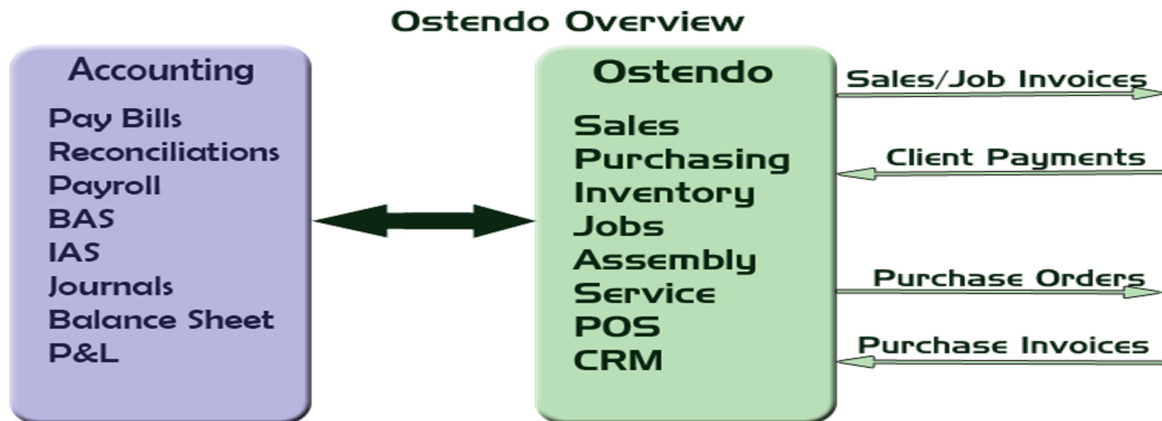 Ostendo Overview
Accounting
Pay Bills
Reconciliations
Payroll
BAS
IAS
Journals
Balance Sheet
P&L
Ostendo
Sales
Purchasing
Inventory
Jobs
Assembly
Service
POS
CRM
Sales/Job Invoices
Client Payments
Purchase Orders
Purchase Invoices